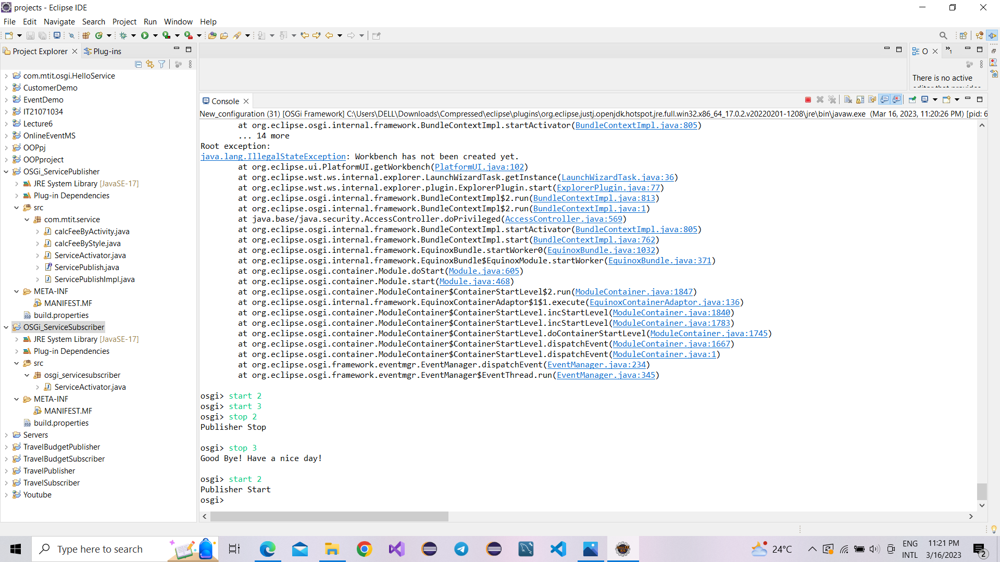 projects - Eclipse IDE
File Edit Navigate Search Project Run Window Help
Project Explorer
Plug-ins
com.mtit.osgi.HelloService
CustomerDemo
EventDemo
IT21071034
Lecture6
OnlineEventMS
OOPpj
OOPproject
OSGi_ServicePublisher
JRE System Library [JavaSE-17]
Plug-in Dependencies
src
com.mtit.service
calcFeeByActivity.java
calcFeeByStyle.java
ServiceActivator.java
ServicePublish.java
ServicePublishImpl.java
META-INF
MANIFEST.MF
build.properties
OSGi_ServiceSubscriber
JRE System Library [JavaSE-17]
Plug-in Dependencies
src
osgi_servicesubscriber
ServiceActivator.java
META-INF
MANIFEST.MF
build.properties
Servers
TravelBudgetPublisher
TravelBudgetSubscriber
TravelPublisher
TravelSubscriber
Youtube
O
1
There is no active
Console
New_configuration (31) [OSGi Framework] C:\Users\DELL\Downloads\Compressed\eclipse\plugins\org.eclipse.justj.openjdk.hotspot.jre.full.win32.x86_64_17.0.2.v20220201-1208\jre\bin\javaw.exe (Mar 16, 2023, 11:20:26 PM) [pid: 6
at org.eclipse.osgi.internal.framework.BundleContextImpl.startActivator(BundleContextImpl.java:805)
... 14 more
Root exception:
java.lang.IllegalStateException: Workbench has not been created yet.
at org.eclipse.ui.PlatformUI.getWorkbench(PlatformUI.java:102)
at org.eclipse.wst.ws.internal.explorer.LaunchWizardTask.getInstance(LaunchWizardTask.java:36)
at org.eclipse.wst.ws.internal.explorer.plugin.ExplorerPlugin.start(ExplorerPlugin.java:77)
at org.eclipse.osgi.internal.framework.BundleContextImpl$2.run(BundleContextImpl.java:813)
at org.eclipse.osgi.internal.framework.BundleContextImpl$2.run(BundleContextImpl.java:1)
at java.base/java.security.AccessController.doPrivileged(AccessController.java:569)
at org.eclipse.osgi.internal.framework.BundleContextImpl.startActivator(BundleContextImpl.java:805)
at org.eclipse.osgi.internal.framework.BundleContextImpl.start(BundleContextImpl.java:762)
at org.eclipse.osgi.internal.framework.EquinoxBundle.startWorker0(EquinoxBundle.java:1032)
at org.eclipse.osgi.internal.framework.EquinoxBundle$EquinoxModule.startWorker(EquinoxBundle.java:371)
at org.eclipse.osgi.container.Module.doStart(Module.java:605)
at org.eclipse.osgi.container.Module.start(Module.java:468)
at org.eclipse.osgi.container.ModuleContainer$ContainerStartLevel$2.run(ModuleContainer.java:1847)
at org.eclipse.osgi.internal.framework.EquinoxContainerAdaptor$1$1.execute(EquinoxContainerAdaptor.java:136)
at org.eclipse.osgi.container.ModuleContainer$ContainerStartLevel.incStartLevel(ModuleContainer.java:1840)
at org.eclipse.osgi.container.ModuleContainer$ContainerStartLevel.incStartLevel(ModuleContainer.java:1783)
at org.eclipse.osgi.container.ModuleContainer$ContainerStartLevel.doContainerStartLevel(ModuleContainer.java:1745)
at org.eclipse.osgi.container.ModuleContainer$ContainerStartLevel.dispatchEvent(ModuleContainer.java:1667)
at org.eclipse.osgi.container.ModuleContainer$ContainerStartLevel.dispatchEvent(ModuleContainer.java:1)
at org.eclipse.osgi.framework.eventmgr.EventManager.dispatchEvent(EventManager.java:234)
at org.eclipse.osgi.framework.eventmgr.EventManager$EventThread.run(EventManager.java:345)
osgi> start 2
osgi> start 3
osgi> stop 2
Publisher Stop
osgi> stop 3
Good Bye! Have a nice day!
osgi> start 2
Publisher Start
osgi>
Type here to search
24°C
ENG
INTL
11:21 PM
3/16/2023
2